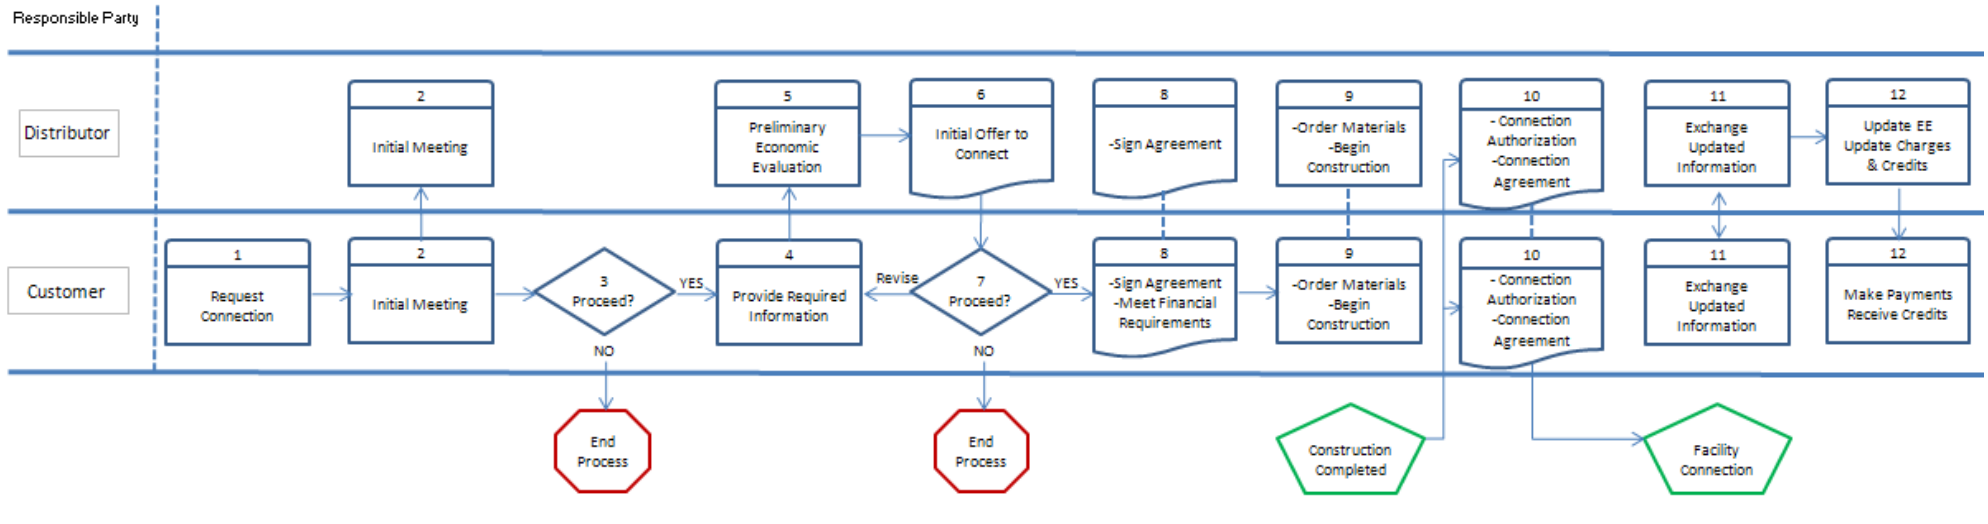 Responsible Party
Distributor
2
Initial Meeting
5
Preliminary
Economic
Evaluation
6
Initial Offer to
Connect
8
-Sign Agreement
9
-Order Materials
-Begin
Construction
10
- Connection
Authorization
-Connection
Agreement
11
Exchange
Updated
Information
12
Update EE
Update Charges
& Credits
Customer
1
Request
Connection
2
Initial Meeting
3
Proceed?
YES
NO
4
Provide Required
Information
Revise
7
Proceed?
YES
NO
8
-Sign Agreement
-Meet Financial
Requirements
9
-Order Materials
-Begin
Construction
10
- Connection
Authorization
-Connection
Agreement
11
Exchange
Updated
Information
12
Make Payments
Receive Credits
End
Process
End
Process
Construction
Completed
Facility
Connection